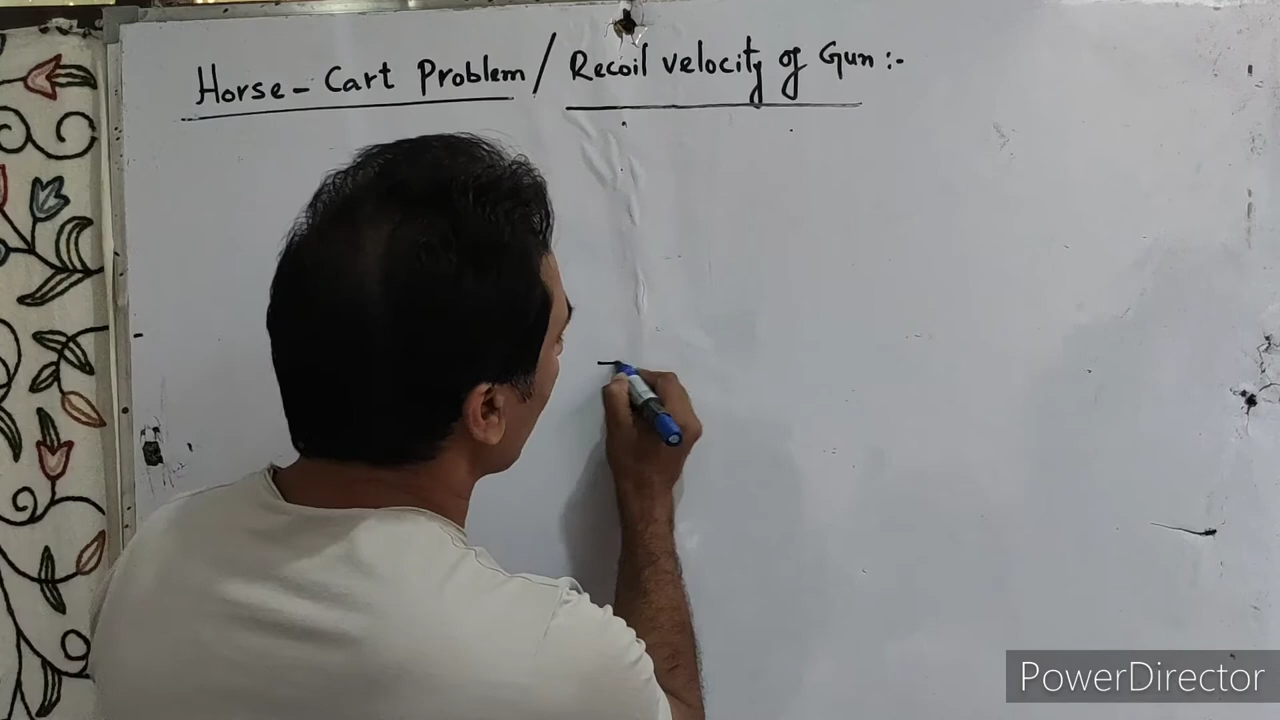 Horse - Cart Problem / Recoil velocity of Gun :-
PowerDirector